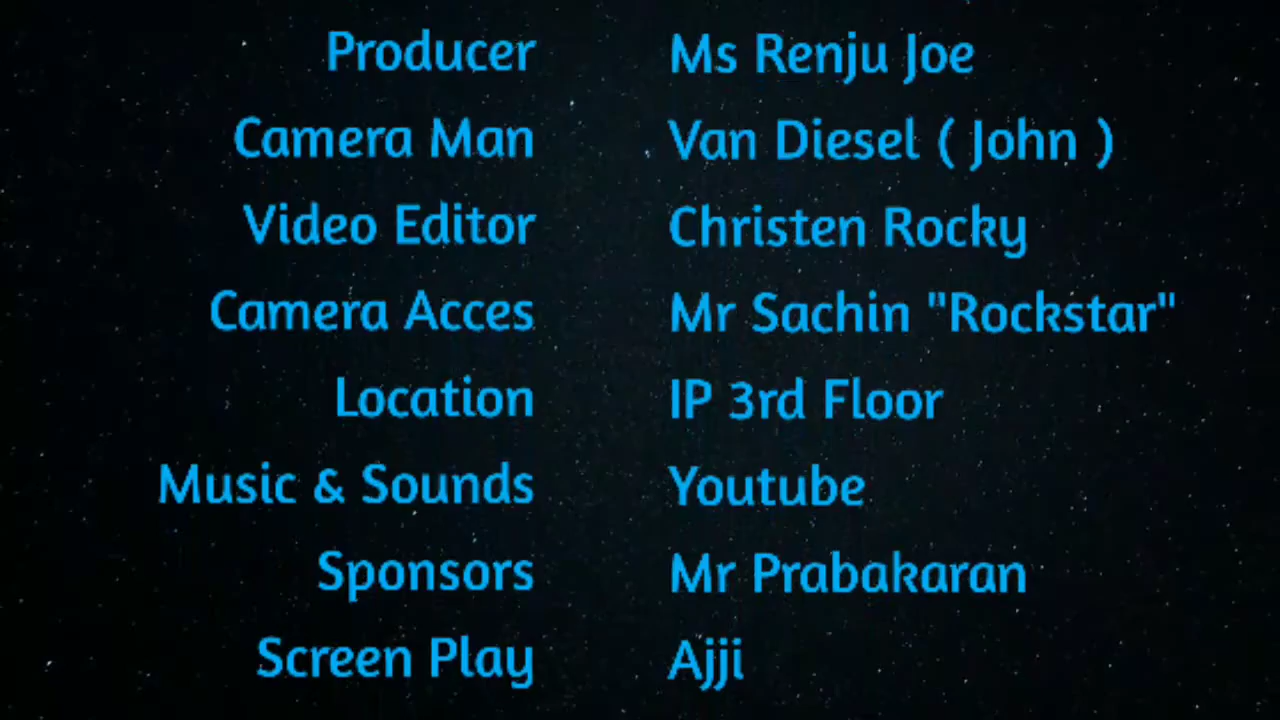 Producer Ms Renju Joe
Camera Man Van Diesel ( John )
Video Editor Christen Rocky
Camera Acces Mr Sachin "Rockstar"
Location IP 3rd Floor
Music & Sounds Youtube
Sponsors Mr Prabakaran
Screen Play Ajji